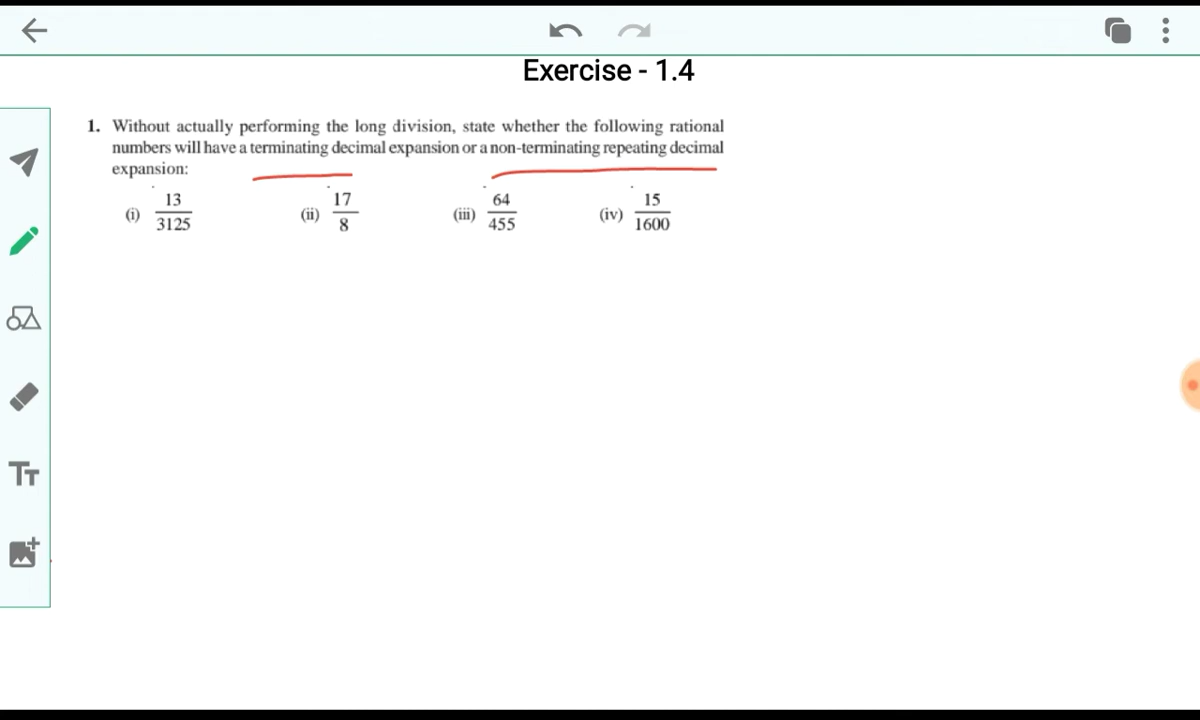 Exercise - 1.4
1. Without actually performing the long division, state whether the following rational
numbers will have a terminating decimal expansion or a non-terminating repeating decimal
expansion:
(i) 13/3125 (ii) 17/8 (iii) 64/455 (iv) 15/1600
TT